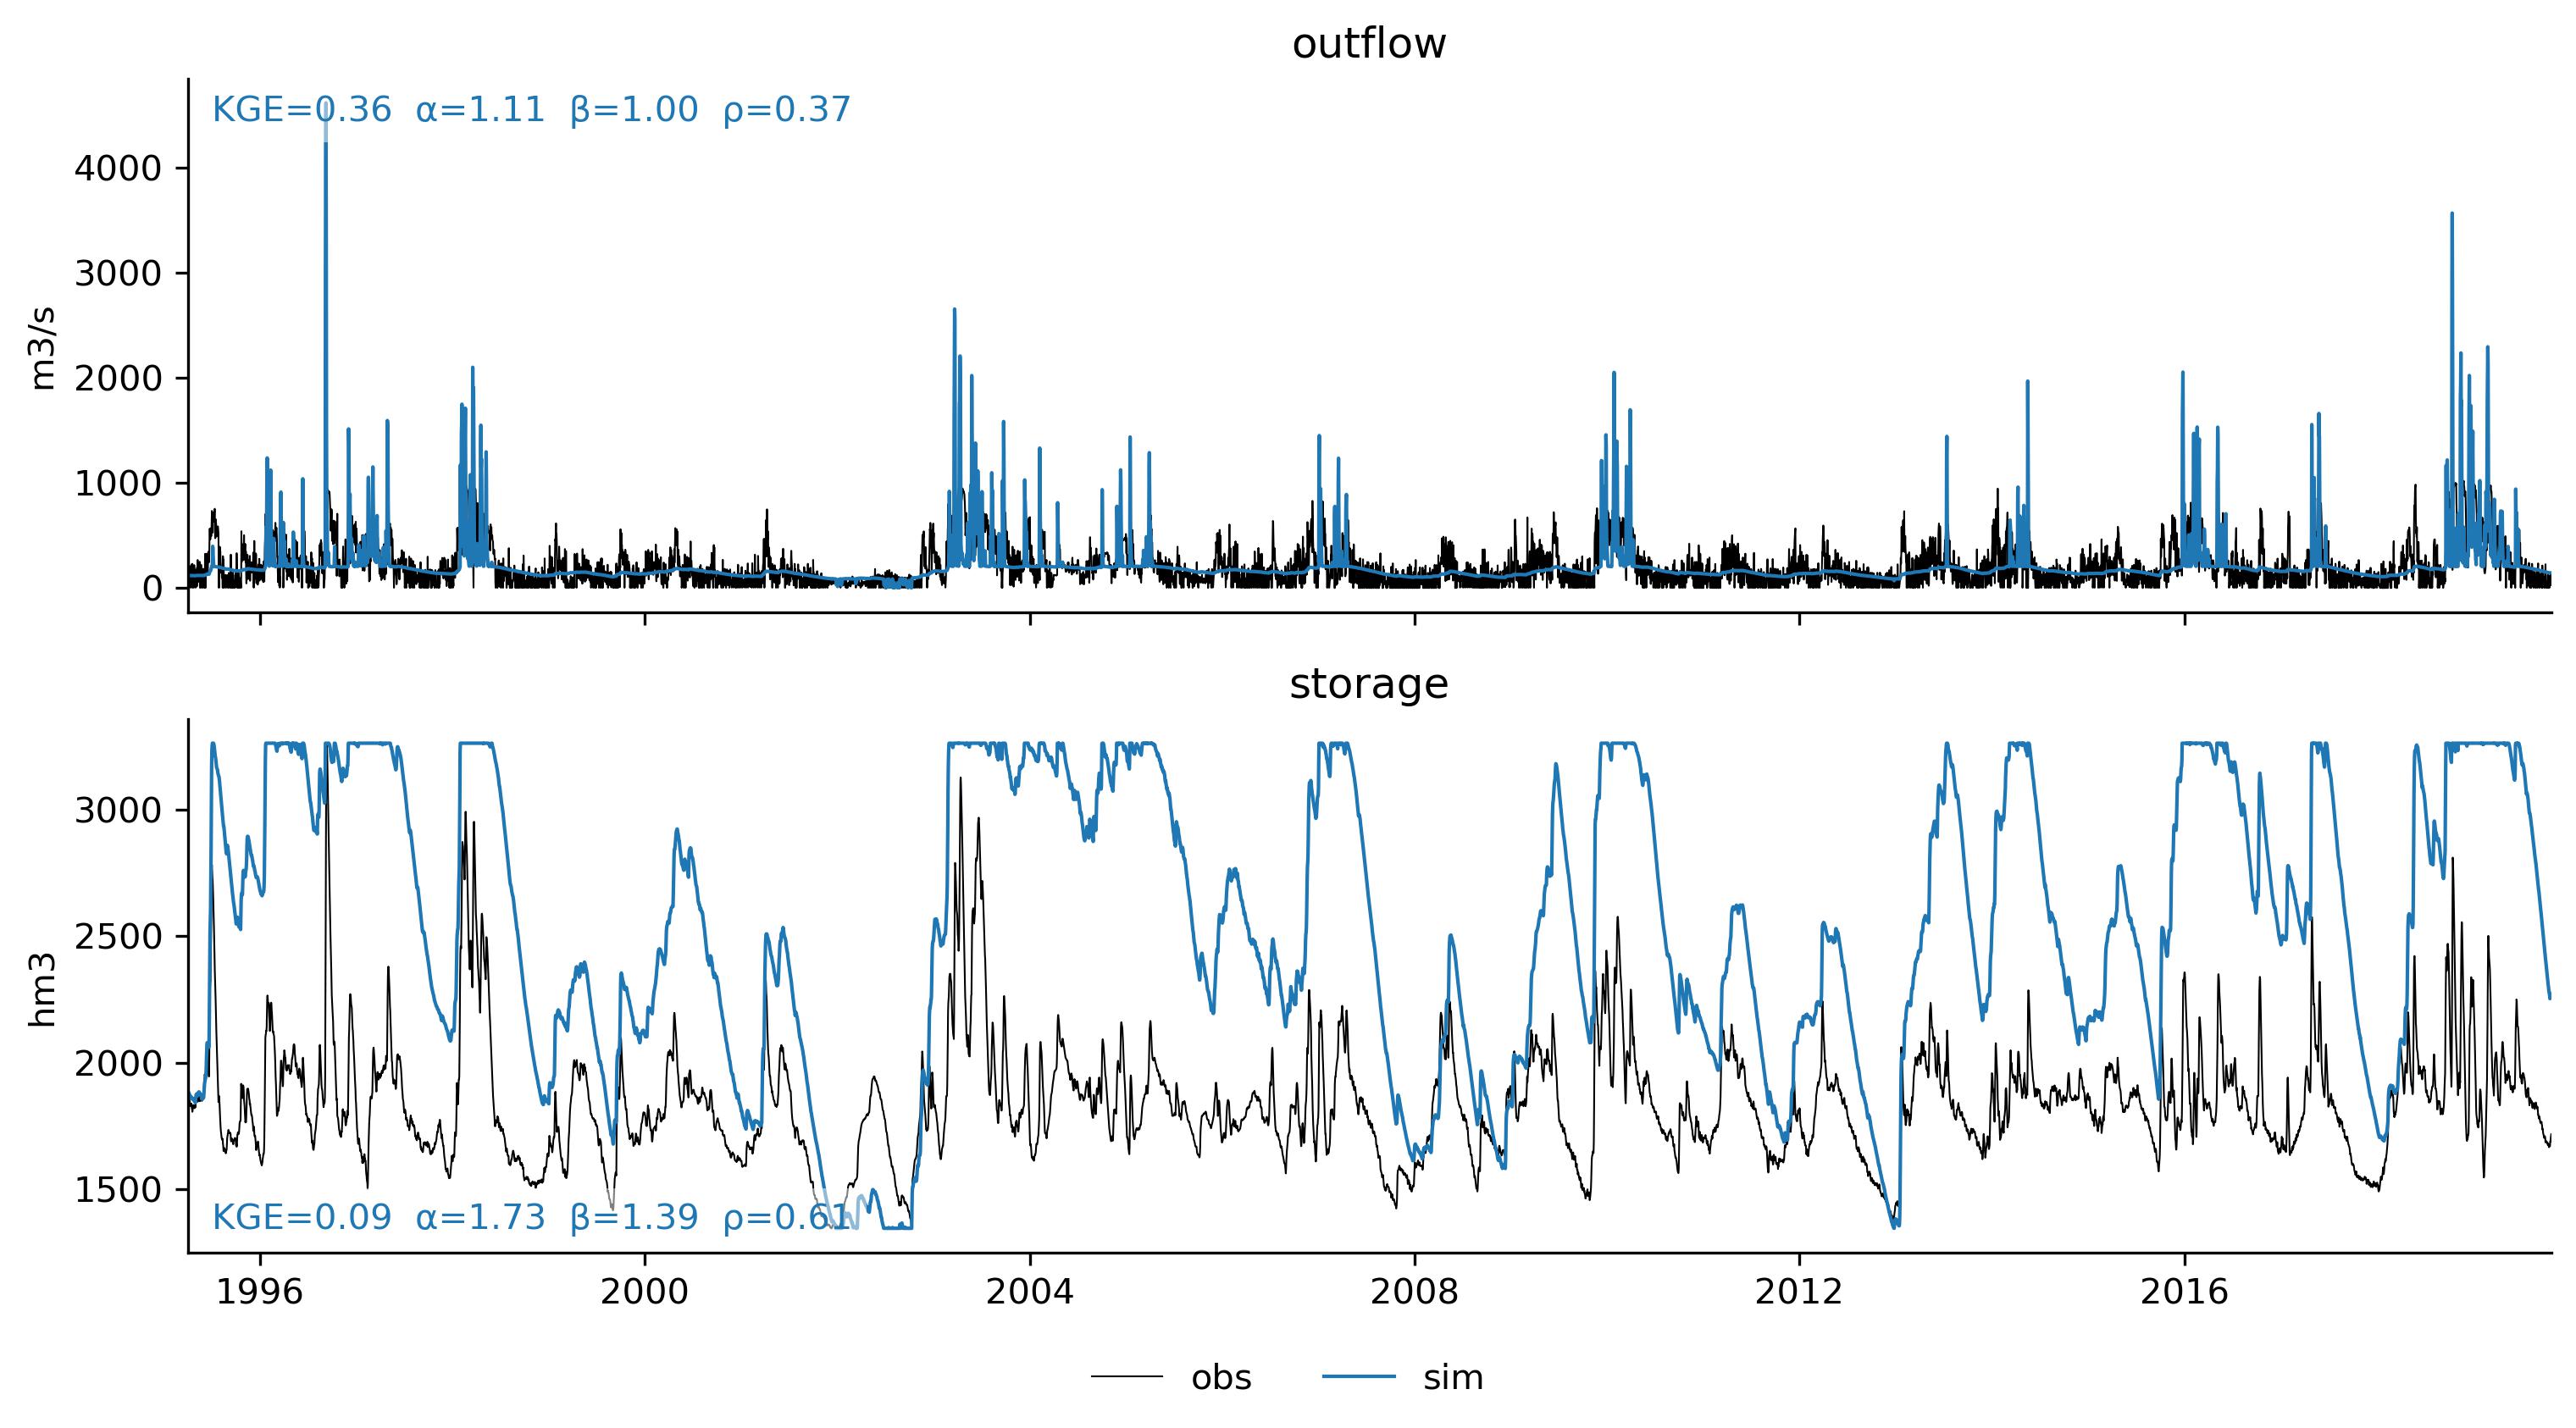 outflow
KGE=0.36 α=1.11 β=1.00 ρ=0.37
4000
3000
2000
1000
0
m3/s
storage
3000
2500
2000
1500
hm3
KGE=0.09 α=1.73 β=1.39 ρ=0.61
1996 2000 2004 2008 2012 2016
obs sim